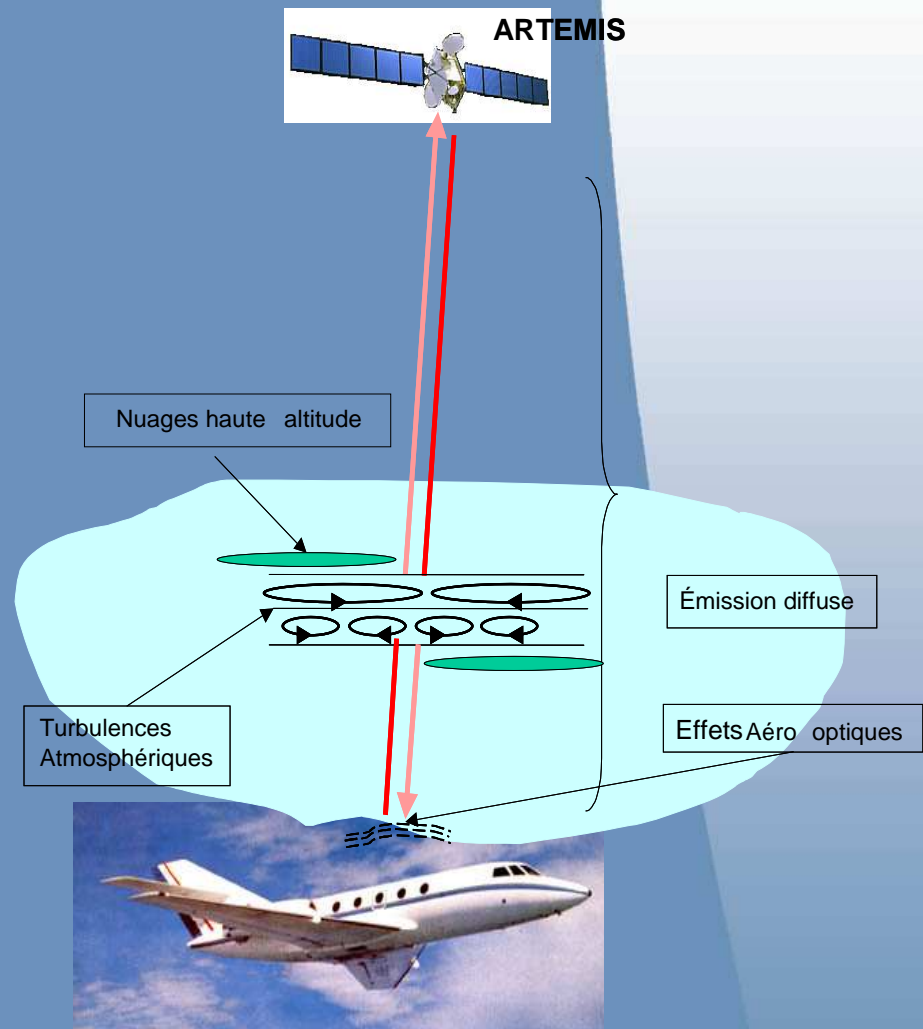 ARTEMIS
Nuages haute altitude
Émission diffuse
Turbulences
Atmosphériques
Effets Aéro optiques